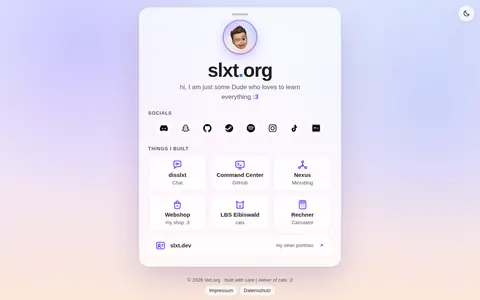 slxt.org
hi, I am just some Dude who loves to learn
everything :3
SOCIALS
THINGS I BUILT
disslxt
Chat
Command Center
GitHub
Nexus
Microblog
Webshop
my shop :3
LBS Eibiswald
cats
Rechner
Calculator
slxt.dev
my other portfolio
© 2026 slxt.org · built with care | owner of cats. :3
Impressum
Datenschutz